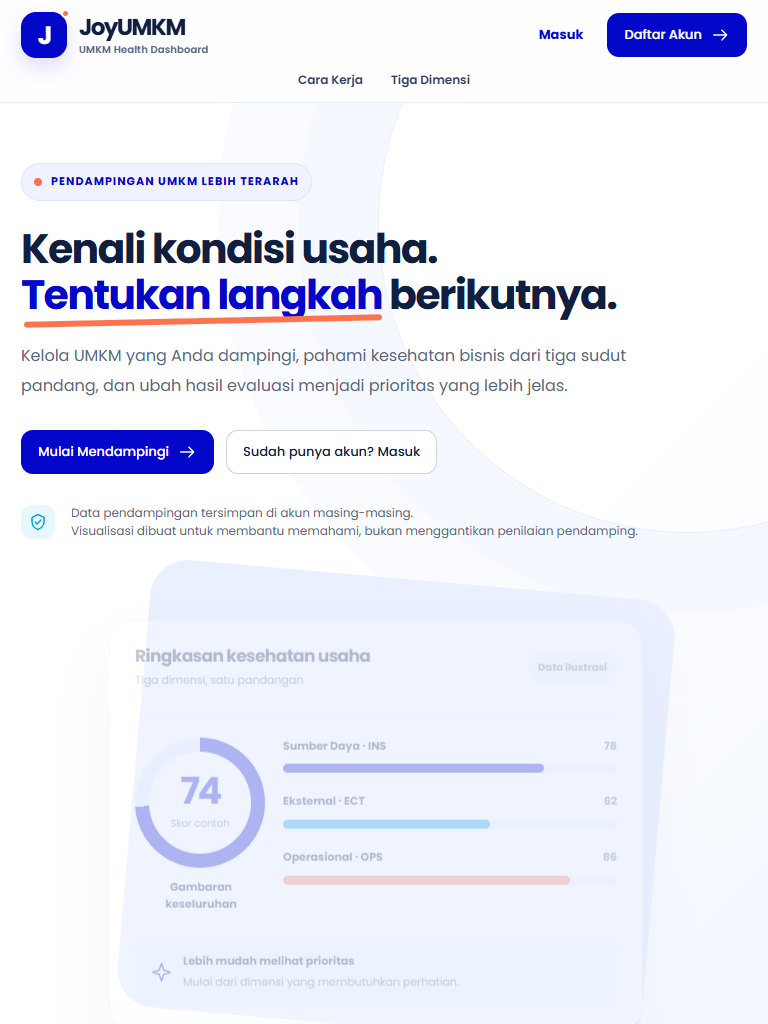 J
JoyUMKM
UMKM Health Dashboard
Masuk
Daftar Akun
Cara Kerja
Tiga Dimensi
PENDAMPINGAN UMKM LEBIH TERARAH
Kenali kondisi usaha.
Tentukan langkah berikutnya.
Kelola UMKM yang Anda dampingi, pahami kesehatan bisnis dari tiga sudut
pandang, dan ubah hasil evaluasi menjadi prioritas yang lebih jelas.
Mulai Mendampingi
Sudah punya akun? Masuk
Data pendampingan tersimpan di akun masing-masing.
Visualisasi dibuat untuk membantu memahami, bukan menggantikan penilaian pendamping.
Ringkasan kesehatan usaha
Tiga dimensi, satu pandangan
Data ilustrasi
74
Skor contoh
Gambaran
keseluruhan
Sumber Daya · INS 78
Eksternal · ECT 62
Operasional · OPS 86
Lebih mudah melihat prioritas
Mulai dari dimensi yang membutuhkan perhatian.